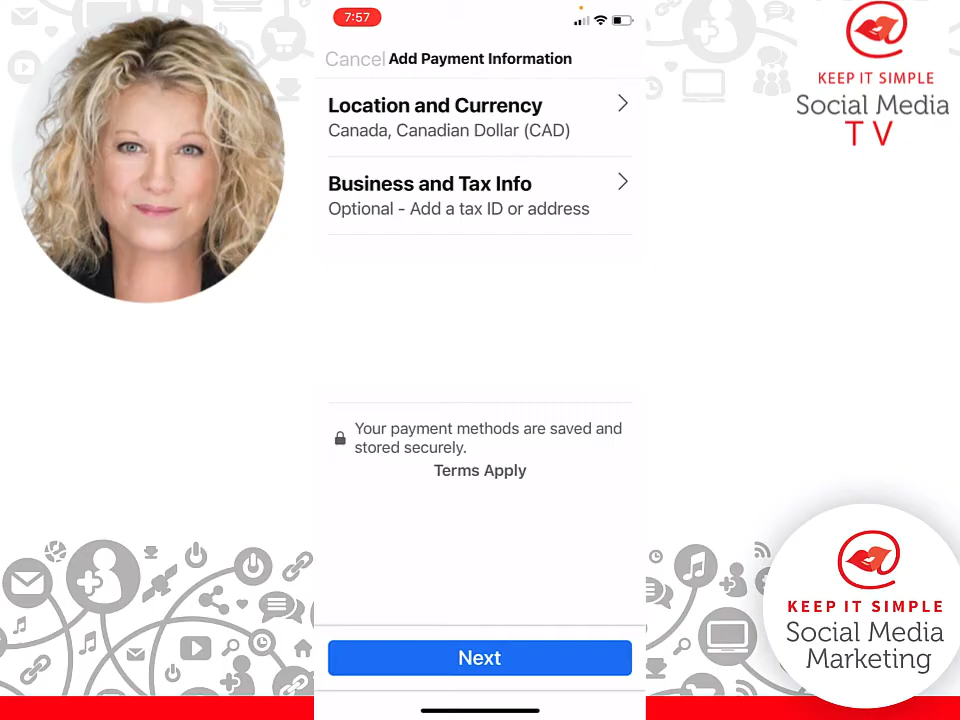 7:57
Cancel Add Payment Information
Location and Currency
Canada, Canadian Dollar (CAD)
Business and Tax Info
Optional - Add a tax ID or address
Your payment methods are saved and
stored securely.
Terms Apply
Next
KEEP IT SIMPLE
Social Media
TV
KEEP IT SIMPLE
Social Media
Marketing